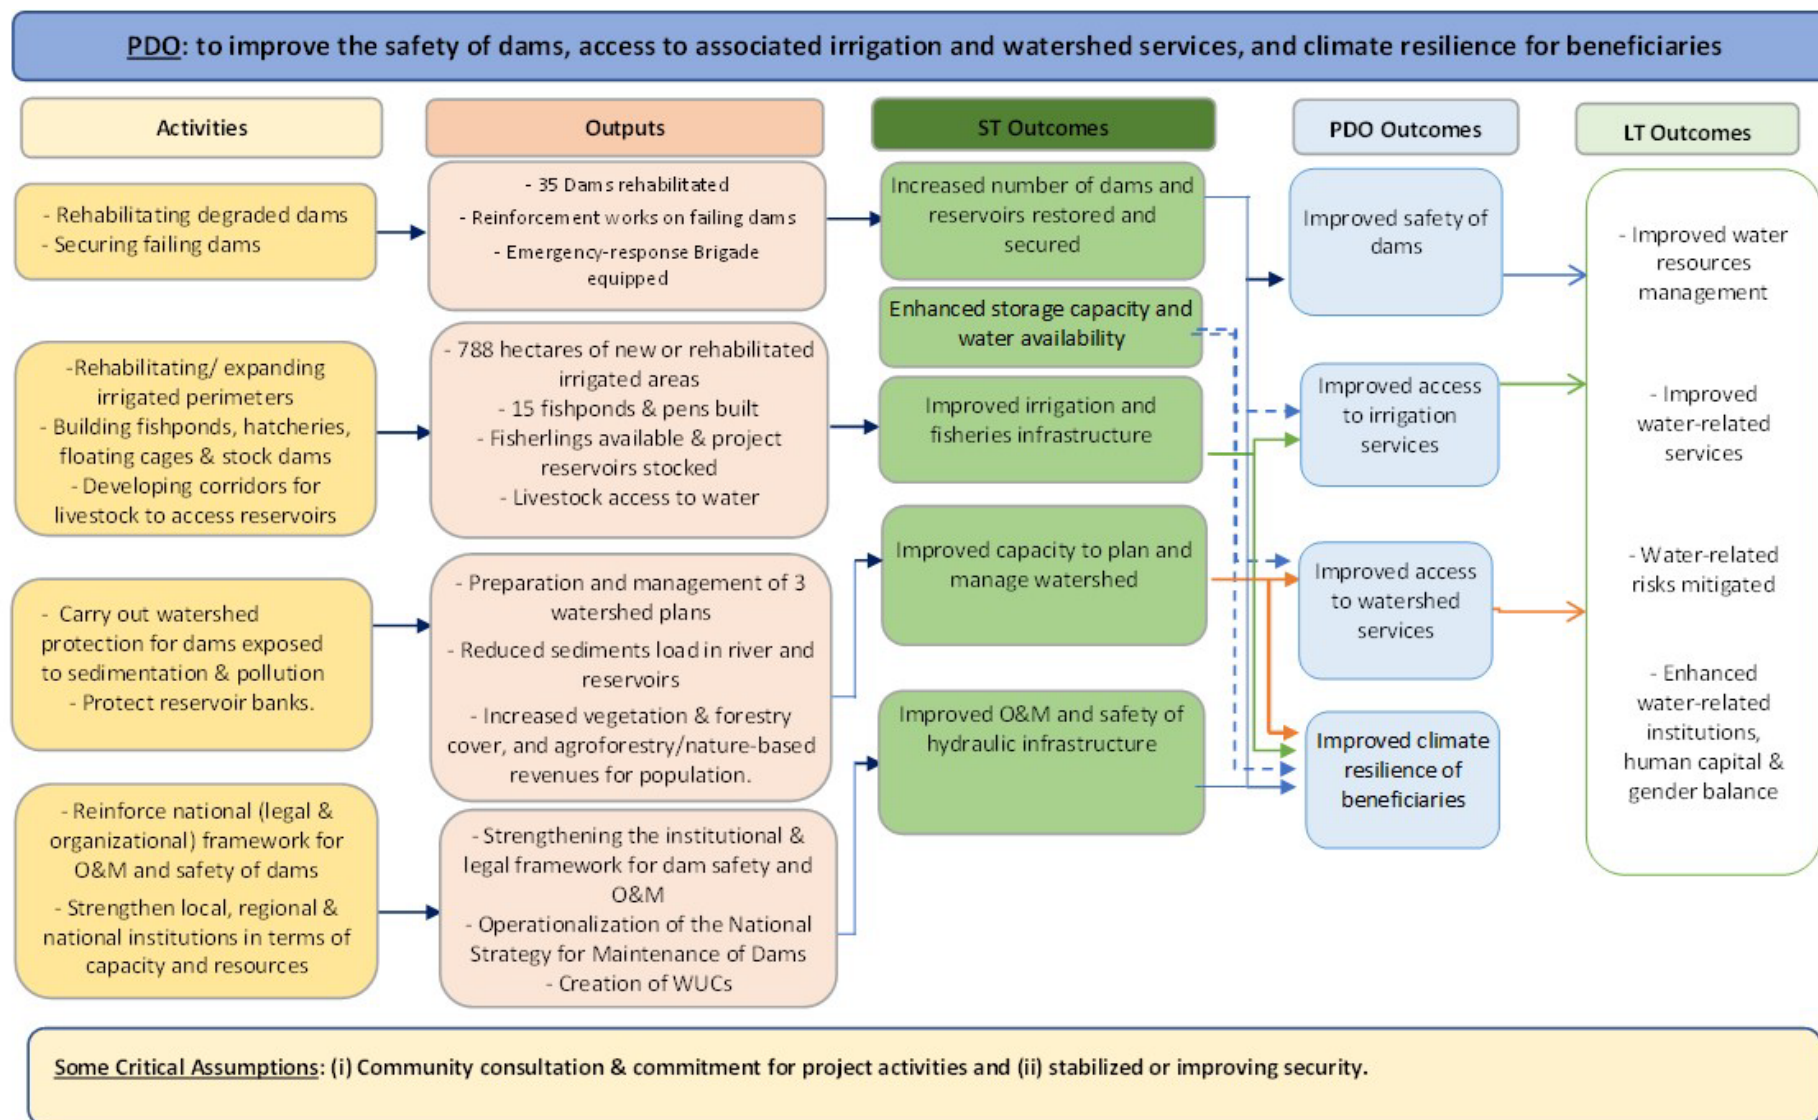 PDO: to improve the safety of dams, access to associated irrigation and watershed services, and climate resilience for beneficiaries
Activities
Outputs
ST Outcomes
PDO Outcomes
LT Outcomes
- Rehabilitating degraded dams
- Securing failing dams
- 35 Dams rehabilitated
- Reinforcement works on failing dams
- Emergency-response Brigade
equipped
Increased number of dams and
reservoirs restored and
secured
Enhanced storage capacity and
water availability
Improved safety of
dams
-Rehabilitating/ expanding
irrigated perimeters
- Building fishponds, hatcheries,
floating cages & stock dams
- Developing corridors for
livestock to access reservoirs
- 788 hectares of new or rehabilitated
irrigated areas
- 15 fishponds & pens built
- Fisherlings available & project
reservoirs stocked
- Livestock access to water
Improved irrigation and
fisheries infrastructure
Improved access
to irrigation
services
- Carry out watershed
protection for dams exposed
to sedimentation & pollution
- Protect reservoir banks.
- Preparation and management of 3
watershed plans
- Reduced sediments load in river and
reservoirs
- Increased vegetation & forestry
cover, and agroforestry/nature-based
revenues for population.
Improved capacity to plan and
manage watershed
Improved access
to watershed
services
- Reinforce national (legal &
organizational) framework for
O&M and safety of dams
- Strengthen local, regional &
national institutions in terms of
capacity and resources
- Strengthening the institutional &
legal framework for dam safety and
O&M
- Operationalization of the National
Strategy for Maintenance of Dams
- Creation of WUCs
Improved O&M and safety of
hydraulic infrastructure
Improved climate
resilience of
beneficiaries
- Improved water
resources
management
- Improved
water-related
services
- Water-related
risks mitigated
- Enhanced
water-related
institutions,
human capital &
gender balance
Some Critical Assumptions: (i) Community consultation & commitment for project activities and (ii) stabilized or improving security.